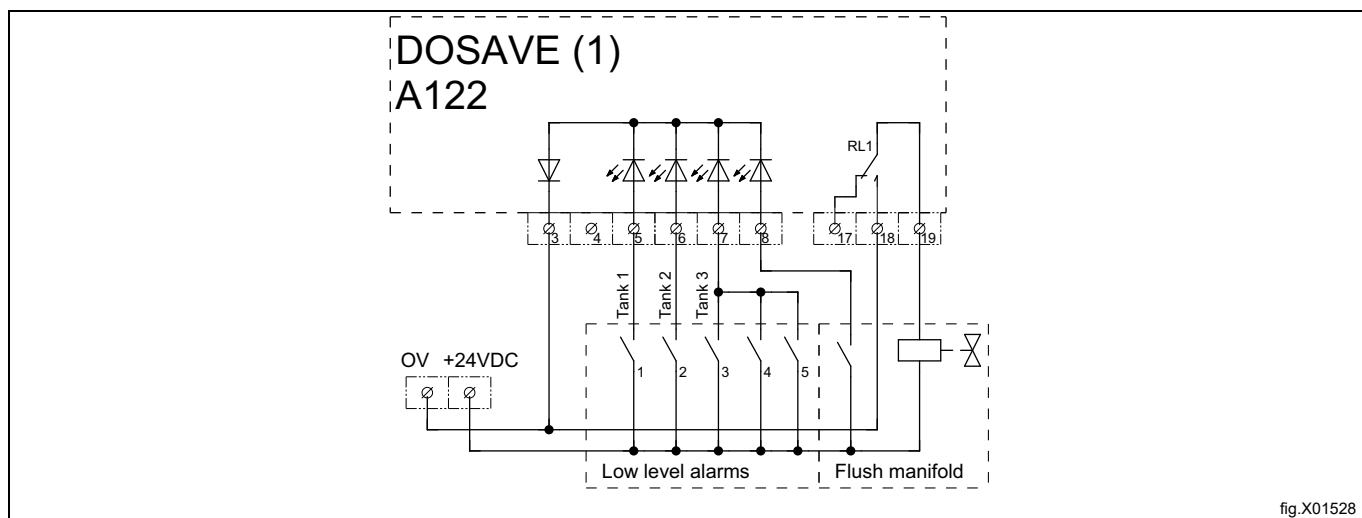 DOSAVE (1)
A122
RL1
3 4 5 6 7 8 17 18 19
Tank 1
Tank 2
Tank 3
OV +24VDC
1 2 3 4 5
Low level alarms
Flush manifold
fig.X01528